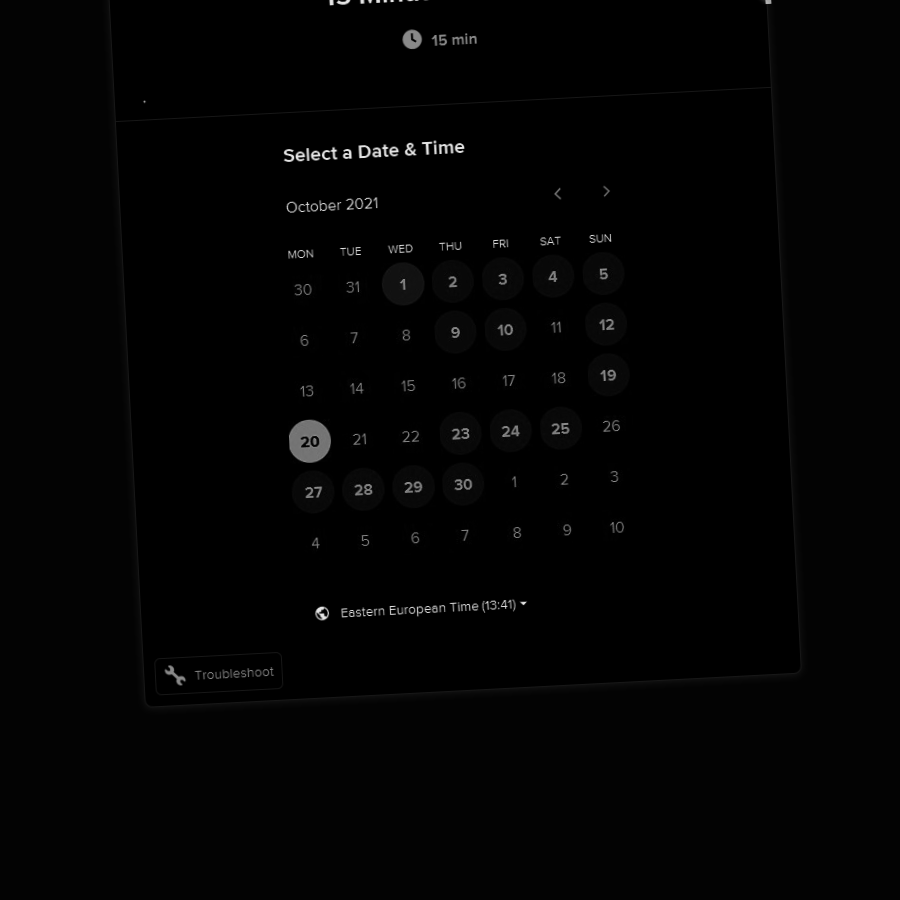 15 min
.
Select a Date & Time
October 2021
MON TUE WED THU FRI SAT SUN
30 31 1 2 3 4 5
6 7 8 9 10 11 12
13 14 15 16 17 18 19
20 21 22 23 24 25 26
27 28 29 30 1 2 3
4 5 6 7 8 9 10
Eastern European Time (13:41)
Troubleshoot